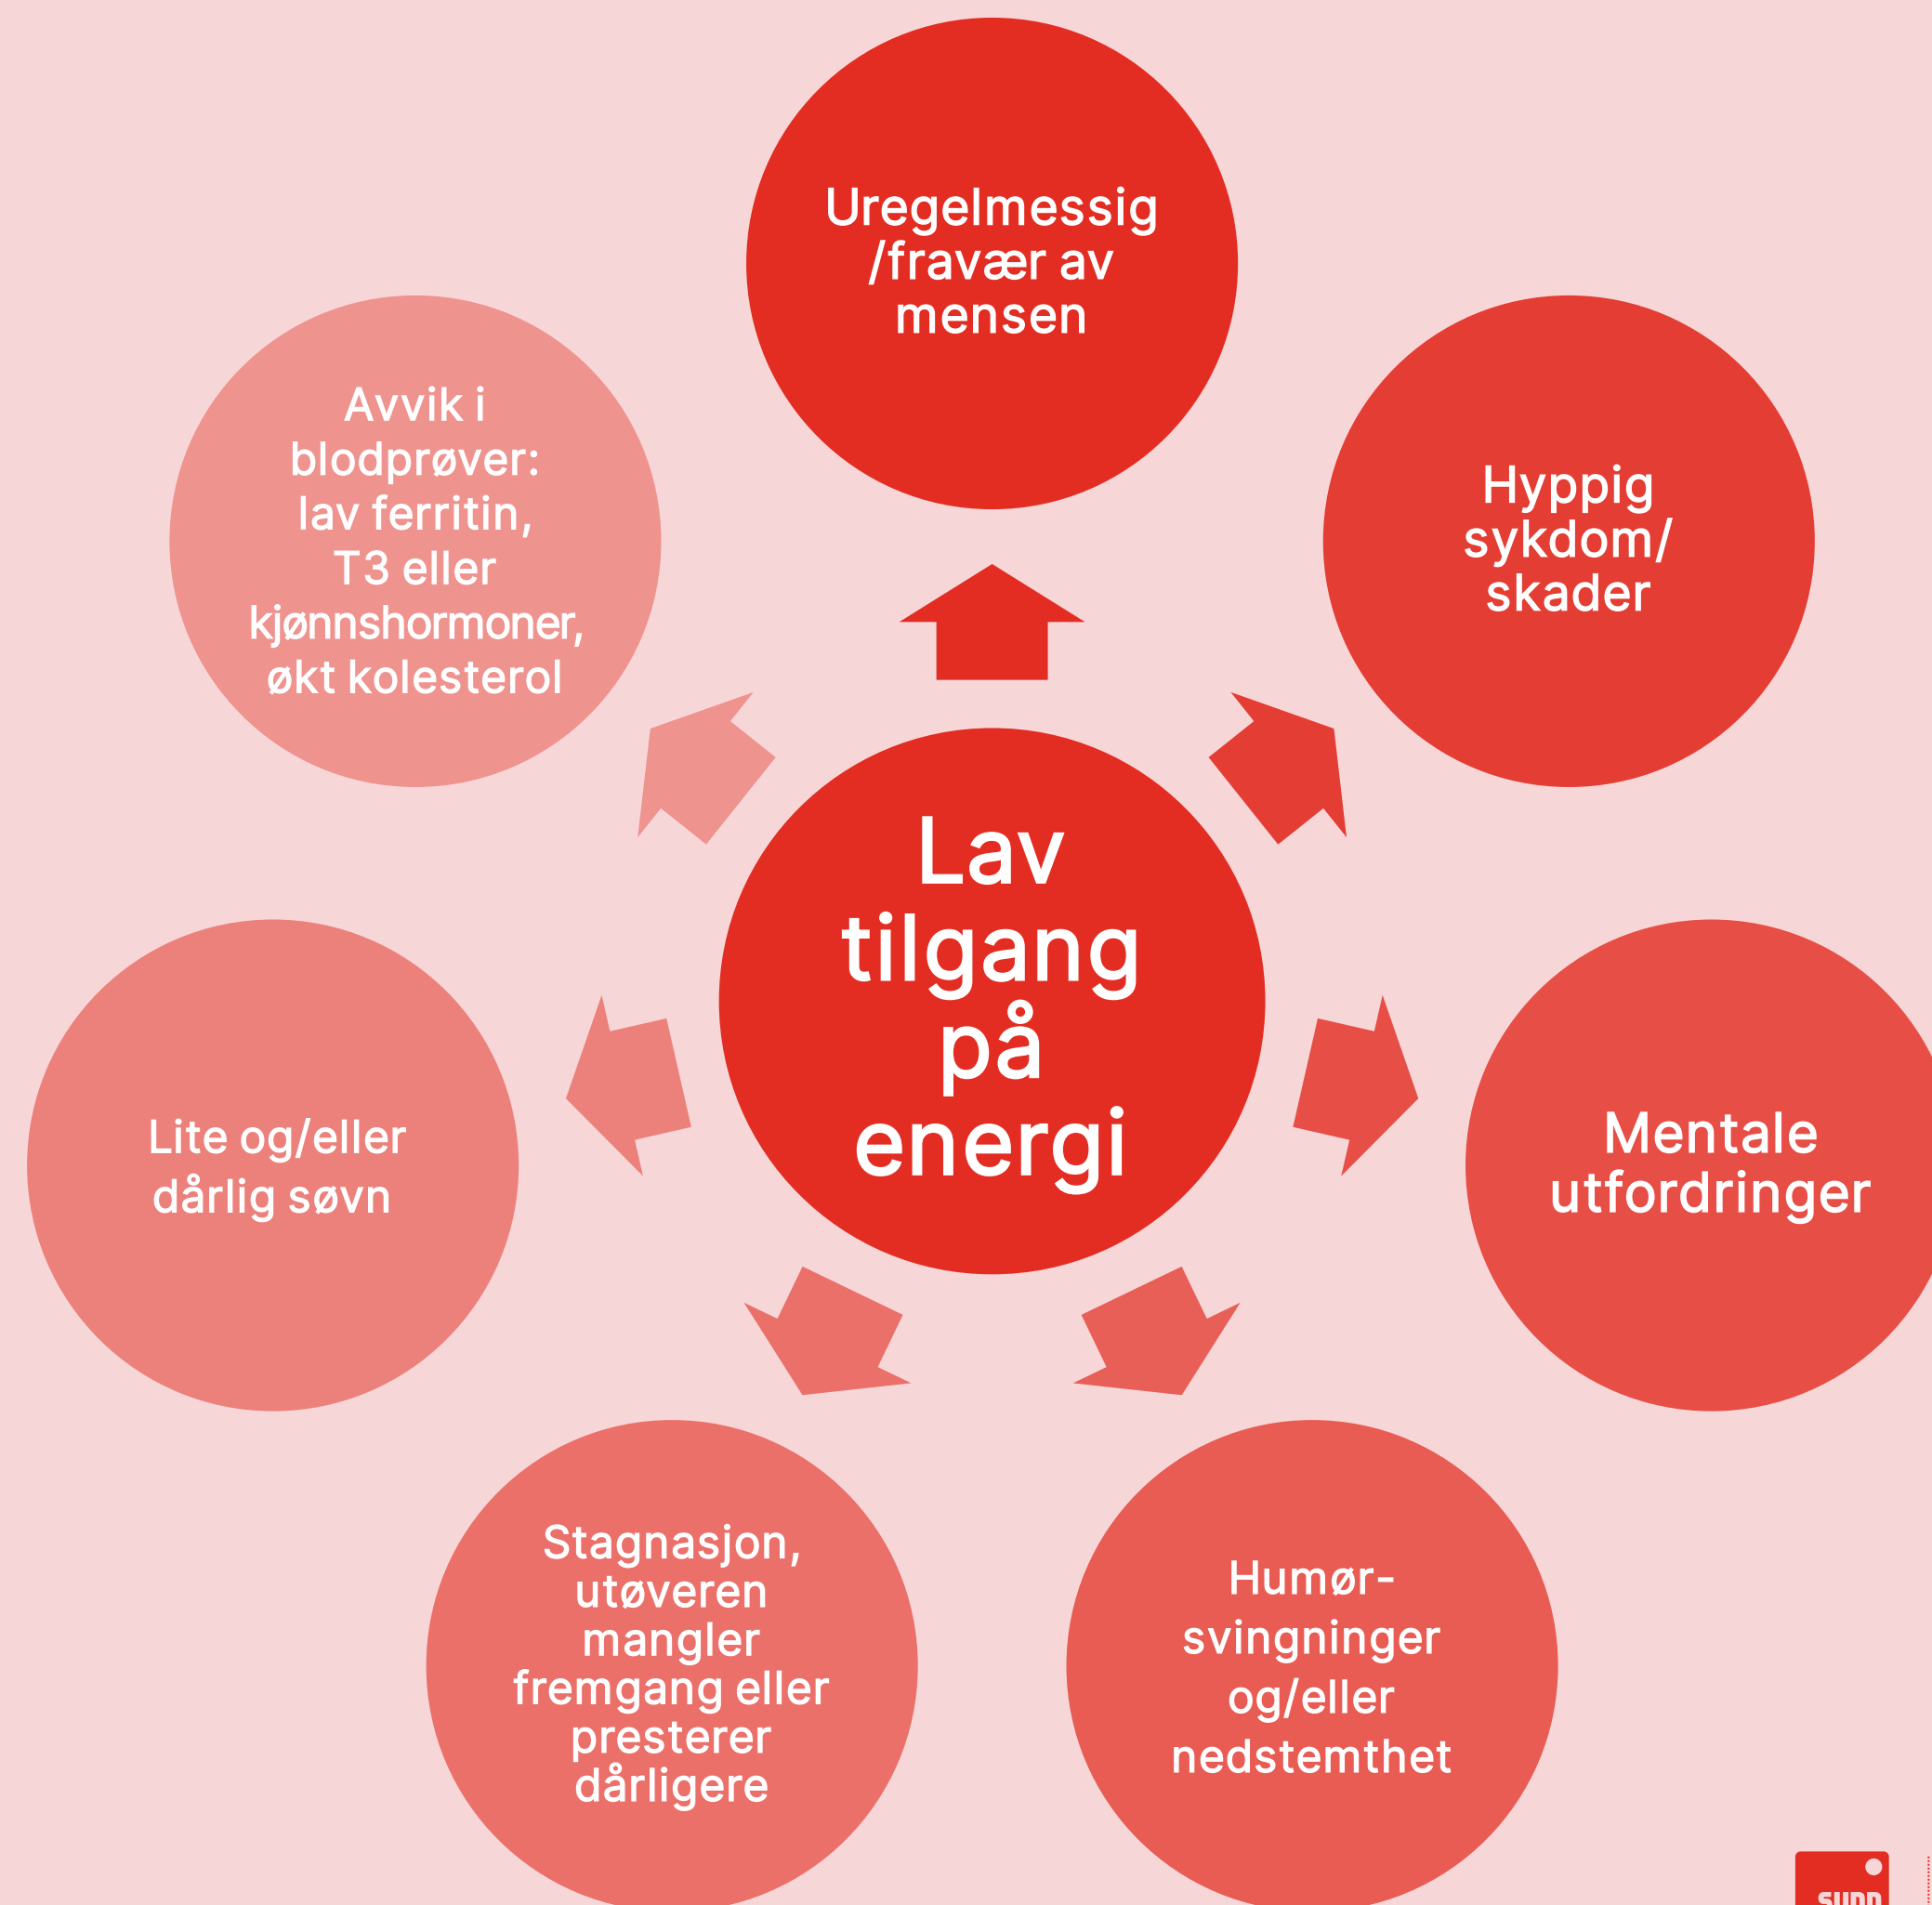 Uregelmessig
/fravær av
mensen
Hyppig
sykdom/
skader
Mentale
utfordringer
Humør-
svingninger
og/eller
nedstemthet
Stagnasjon,
utøveren
mangler
fremgang eller
presterer
dårligere
Lite og/eller
dårlig søvn
Avvik i
blodprøver:
lav ferritin,
T3 eller
kjønnshormoner,
økt kolesterol
Lav
tilgang
på
energi
sunn